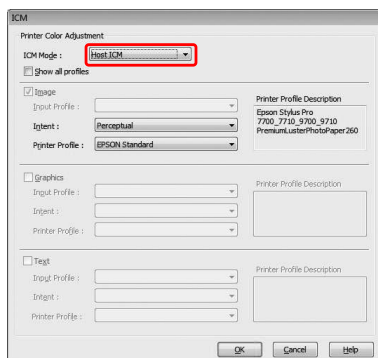 ICM
Printer Color Adjustment
ICM Mode : Host ICM
Show all profiles
Image
Input Profile :
Intent : Perceptual
Printer Profile : EPSON Standard
Printer Profile Description
Epson Stylus Pro
7700_7710_9700_9710
PremiumLusterPhotoPaper260
Graphics
Input Profile :
Intent :
Printer Profile :
Printer Profile Description
Text
Input Profile :
Intent :
Printer Profile :
Printer Profile Description
OK Cancel Help